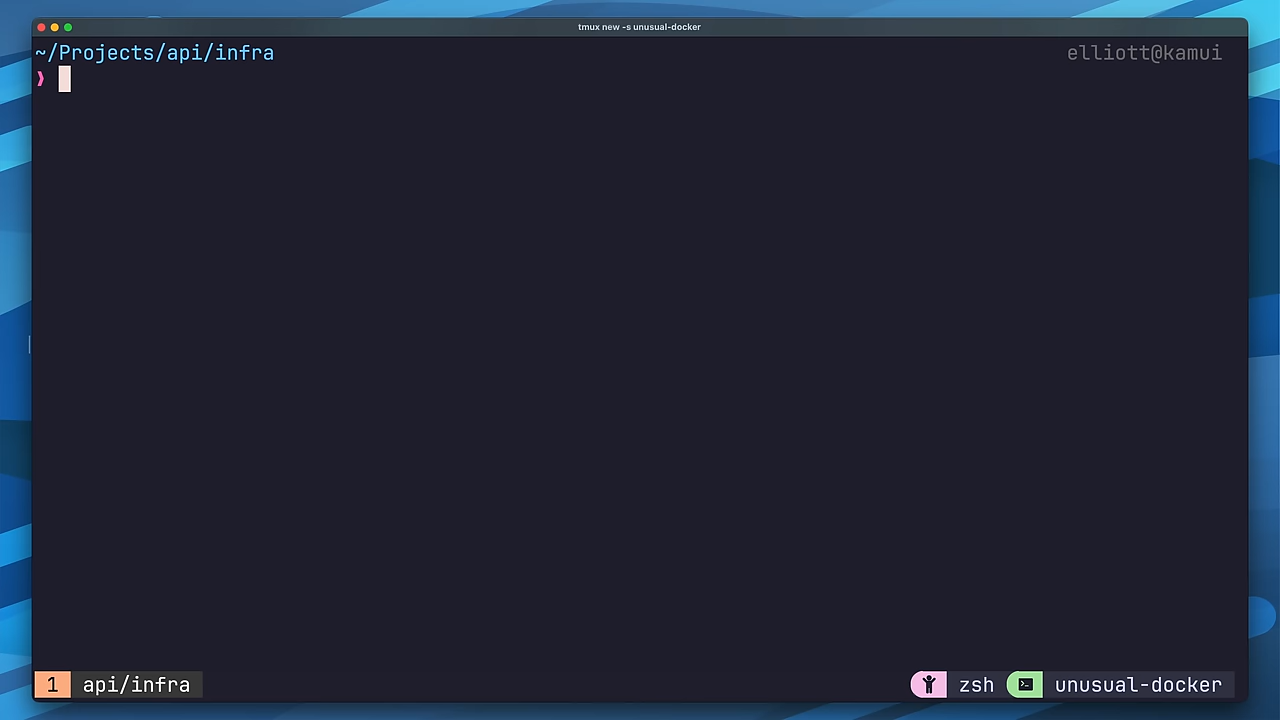 tmux new -s unusual-docker
~/Projects/api/infra elliott@kamui
❯
1 api/infra zsh unusual-docker